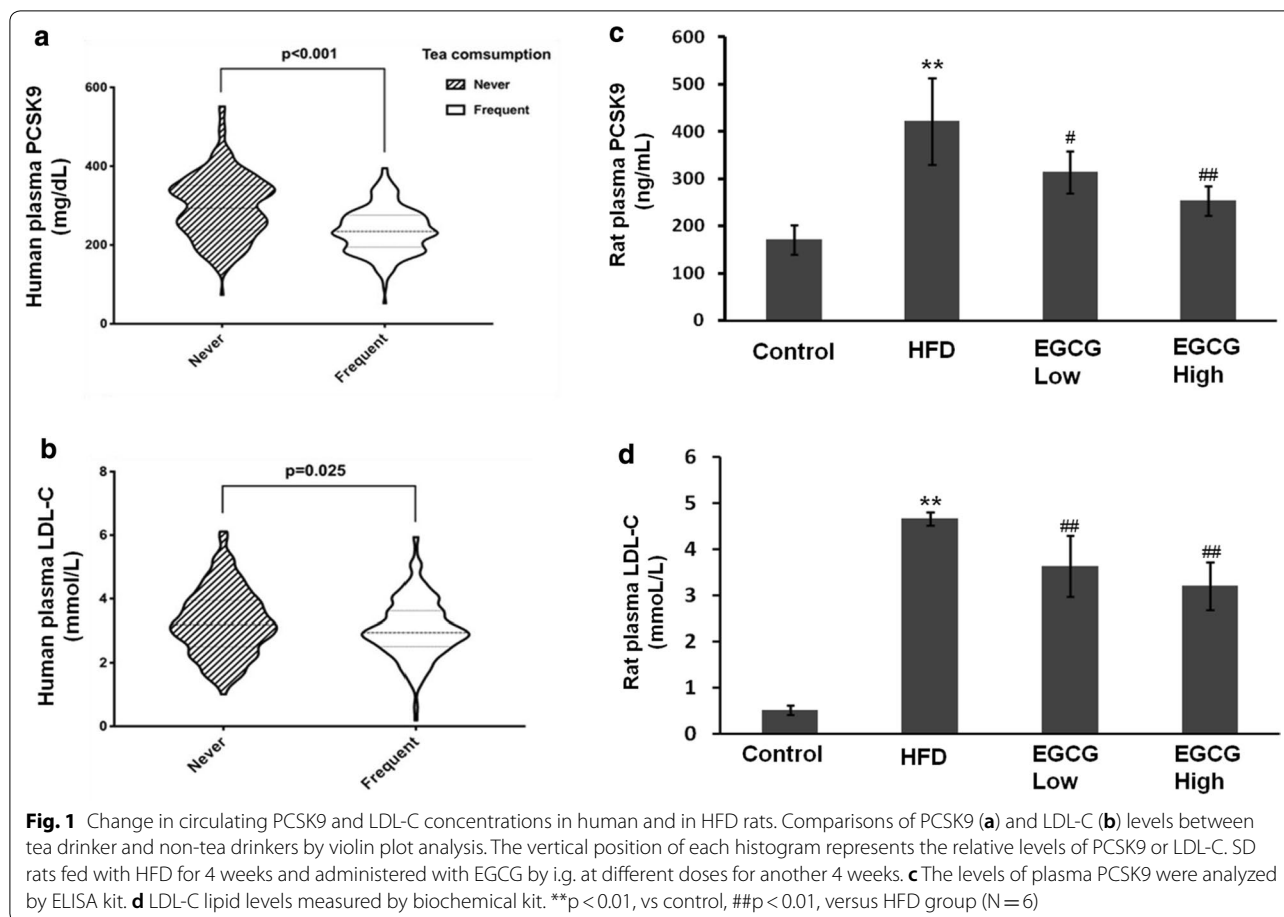 a
p<0.001
Tea comsumption
Never
Frequent
Human plasma PCSK9
(mg/dL)
600
400
200
0
Never
Frequent
c
Rat plasma PCSK9
(ng/mL)
600
500
400
300
200
100
0
**
#
##
Control
HFD
EGCG
Low
EGCG
High
b
p=0.025
Human plasma LDL-C
(mmol/L)
8
6
4
2
0
Never
Frequent
d
Rat plasma LDL-C
(mmoL/L)
6
5
4
3
2
1
0
**
##
##
Control
HFD
EGCG
Low
EGCG
High
Fig. 1 Change in circulating PCSK9 and LDL-C concentrations in human and in HFD rats. Comparisons of PCSK9 (a) and LDL-C (b) levels between
tea drinker and non-tea drinkers by violin plot analysis. The vertical position of each histogram represents the relative levels of PCSK9 or LDL-C. SD
rats fed with HFD for 4 weeks and administered with EGCG by i.g. at different doses for another 4 weeks. c The levels of plasma PCSK9 were analyzed
by ELISA kit. d LDL-C lipid levels measured by biochemical kit. **p < 0.01, vs control, ##p < 0.01, versus HFD group (N = 6)